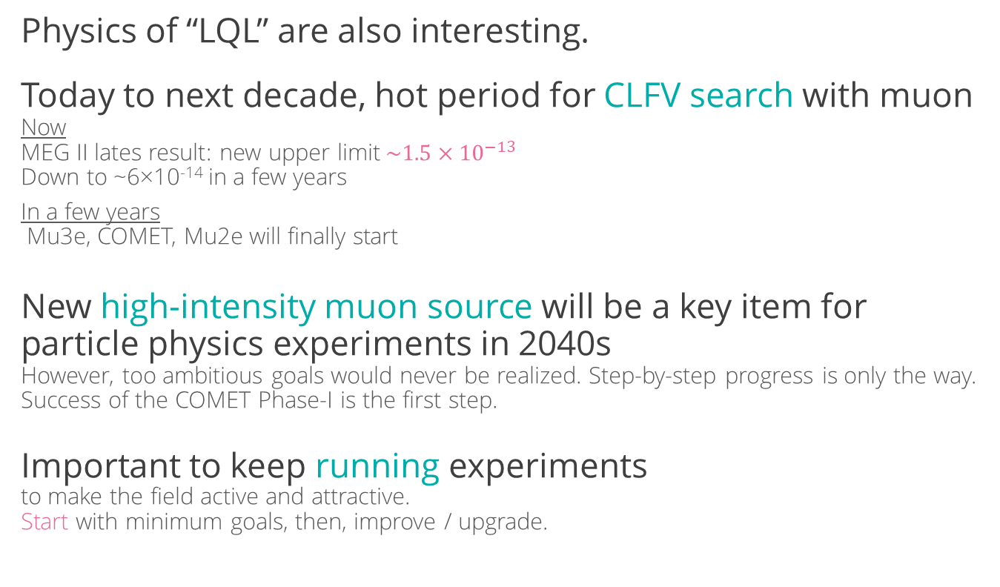 Physics of “LQL” are also interesting.
Today to next decade, hot period for CLFV search with muon
Now
MEG II lates result: new upper limit ~1.5 × 10⁻¹³
Down to ~6×10⁻¹⁴ in a few years
In a few years
Mu3e, COMET, Mu2e will finally start
New high-intensity muon source will be a key item for
particle physics experiments in 2040s
However, too ambitious goals would never be realized. Step-by-step progress is only the way.
Success of the COMET Phase-I is the first step.
Important to keep running experiments
to make the field active and attractive.
Start with minimum goals, then, improve / upgrade.